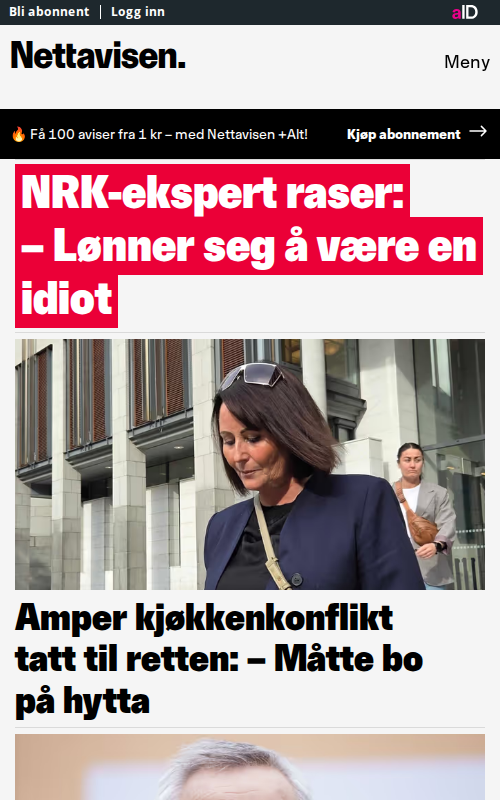 Bli abonnent | Logg inn
aID
Nettavisen.
Meny
🔥 Få 100 aviser fra 1 kr – med Nettavisen +Alt!
Kjøp abonnement →
NRK-ekspert raser:
– Lønner seg å være en
idiot
Amper kjøkkenkonflikt
tatt til retten: – Måtte bo
på hytta